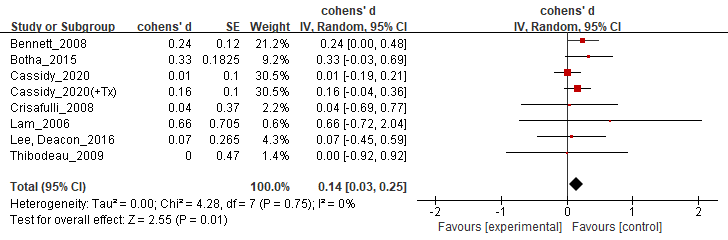 cohens' d
cohens' d
Study or Subgroup cohens' d SE Weight IV, Random, 95% CI IV, Random, 95% CI
Bennett_2008 0.24 0.12 21.2% 0.24 [0.00, 0.48]
Botha_2015 0.33 0.1825 9.2% 0.33 [-0.03, 0.69]
Cassidy_2020 0.01 0.1 30.5% 0.01 [-0.19, 0.21]
Cassidy_2020(+Tx) 0.16 0.1 30.5% 0.16 [-0.04, 0.36]
Crisafulli_2008 0.04 0.37 2.2% 0.04 [-0.69, 0.77]
Lam_2006 0.66 0.705 0.6% 0.66 [-0.72, 2.04]
Lee, Deacon_2016 0.07 0.265 4.3% 0.07 [-0.45, 0.59]
Thibodeau_2009 0 0.47 1.4% 0.00 [-0.92, 0.92]
Total (95% CI) 100.0% 0.14 [0.03, 0.25]
Heterogeneity: Tau² = 0.00; Chi² = 4.28, df = 7 (P = 0.75); I² = 0%
Test for overall effect: Z = 2.55 (P = 0.01)
-2 -1 0 1 2
Favours [experimental] Favours [control]